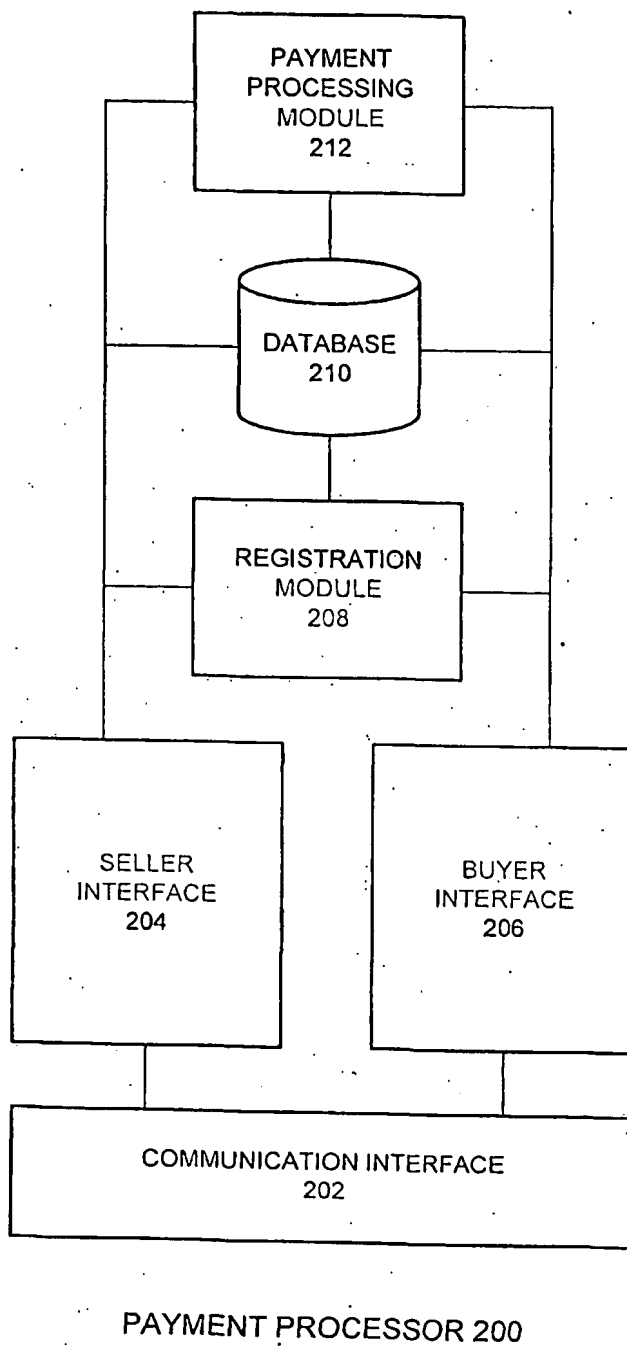 PAYMENT
PROCESSING
MODULE
212
DATABASE
210
REGISTRATION
MODULE
208
SELLER
INTERFACE
204
BUYER
INTERFACE
206
COMMUNICATION INTERFACE
202
PAYMENT PROCESSOR 200